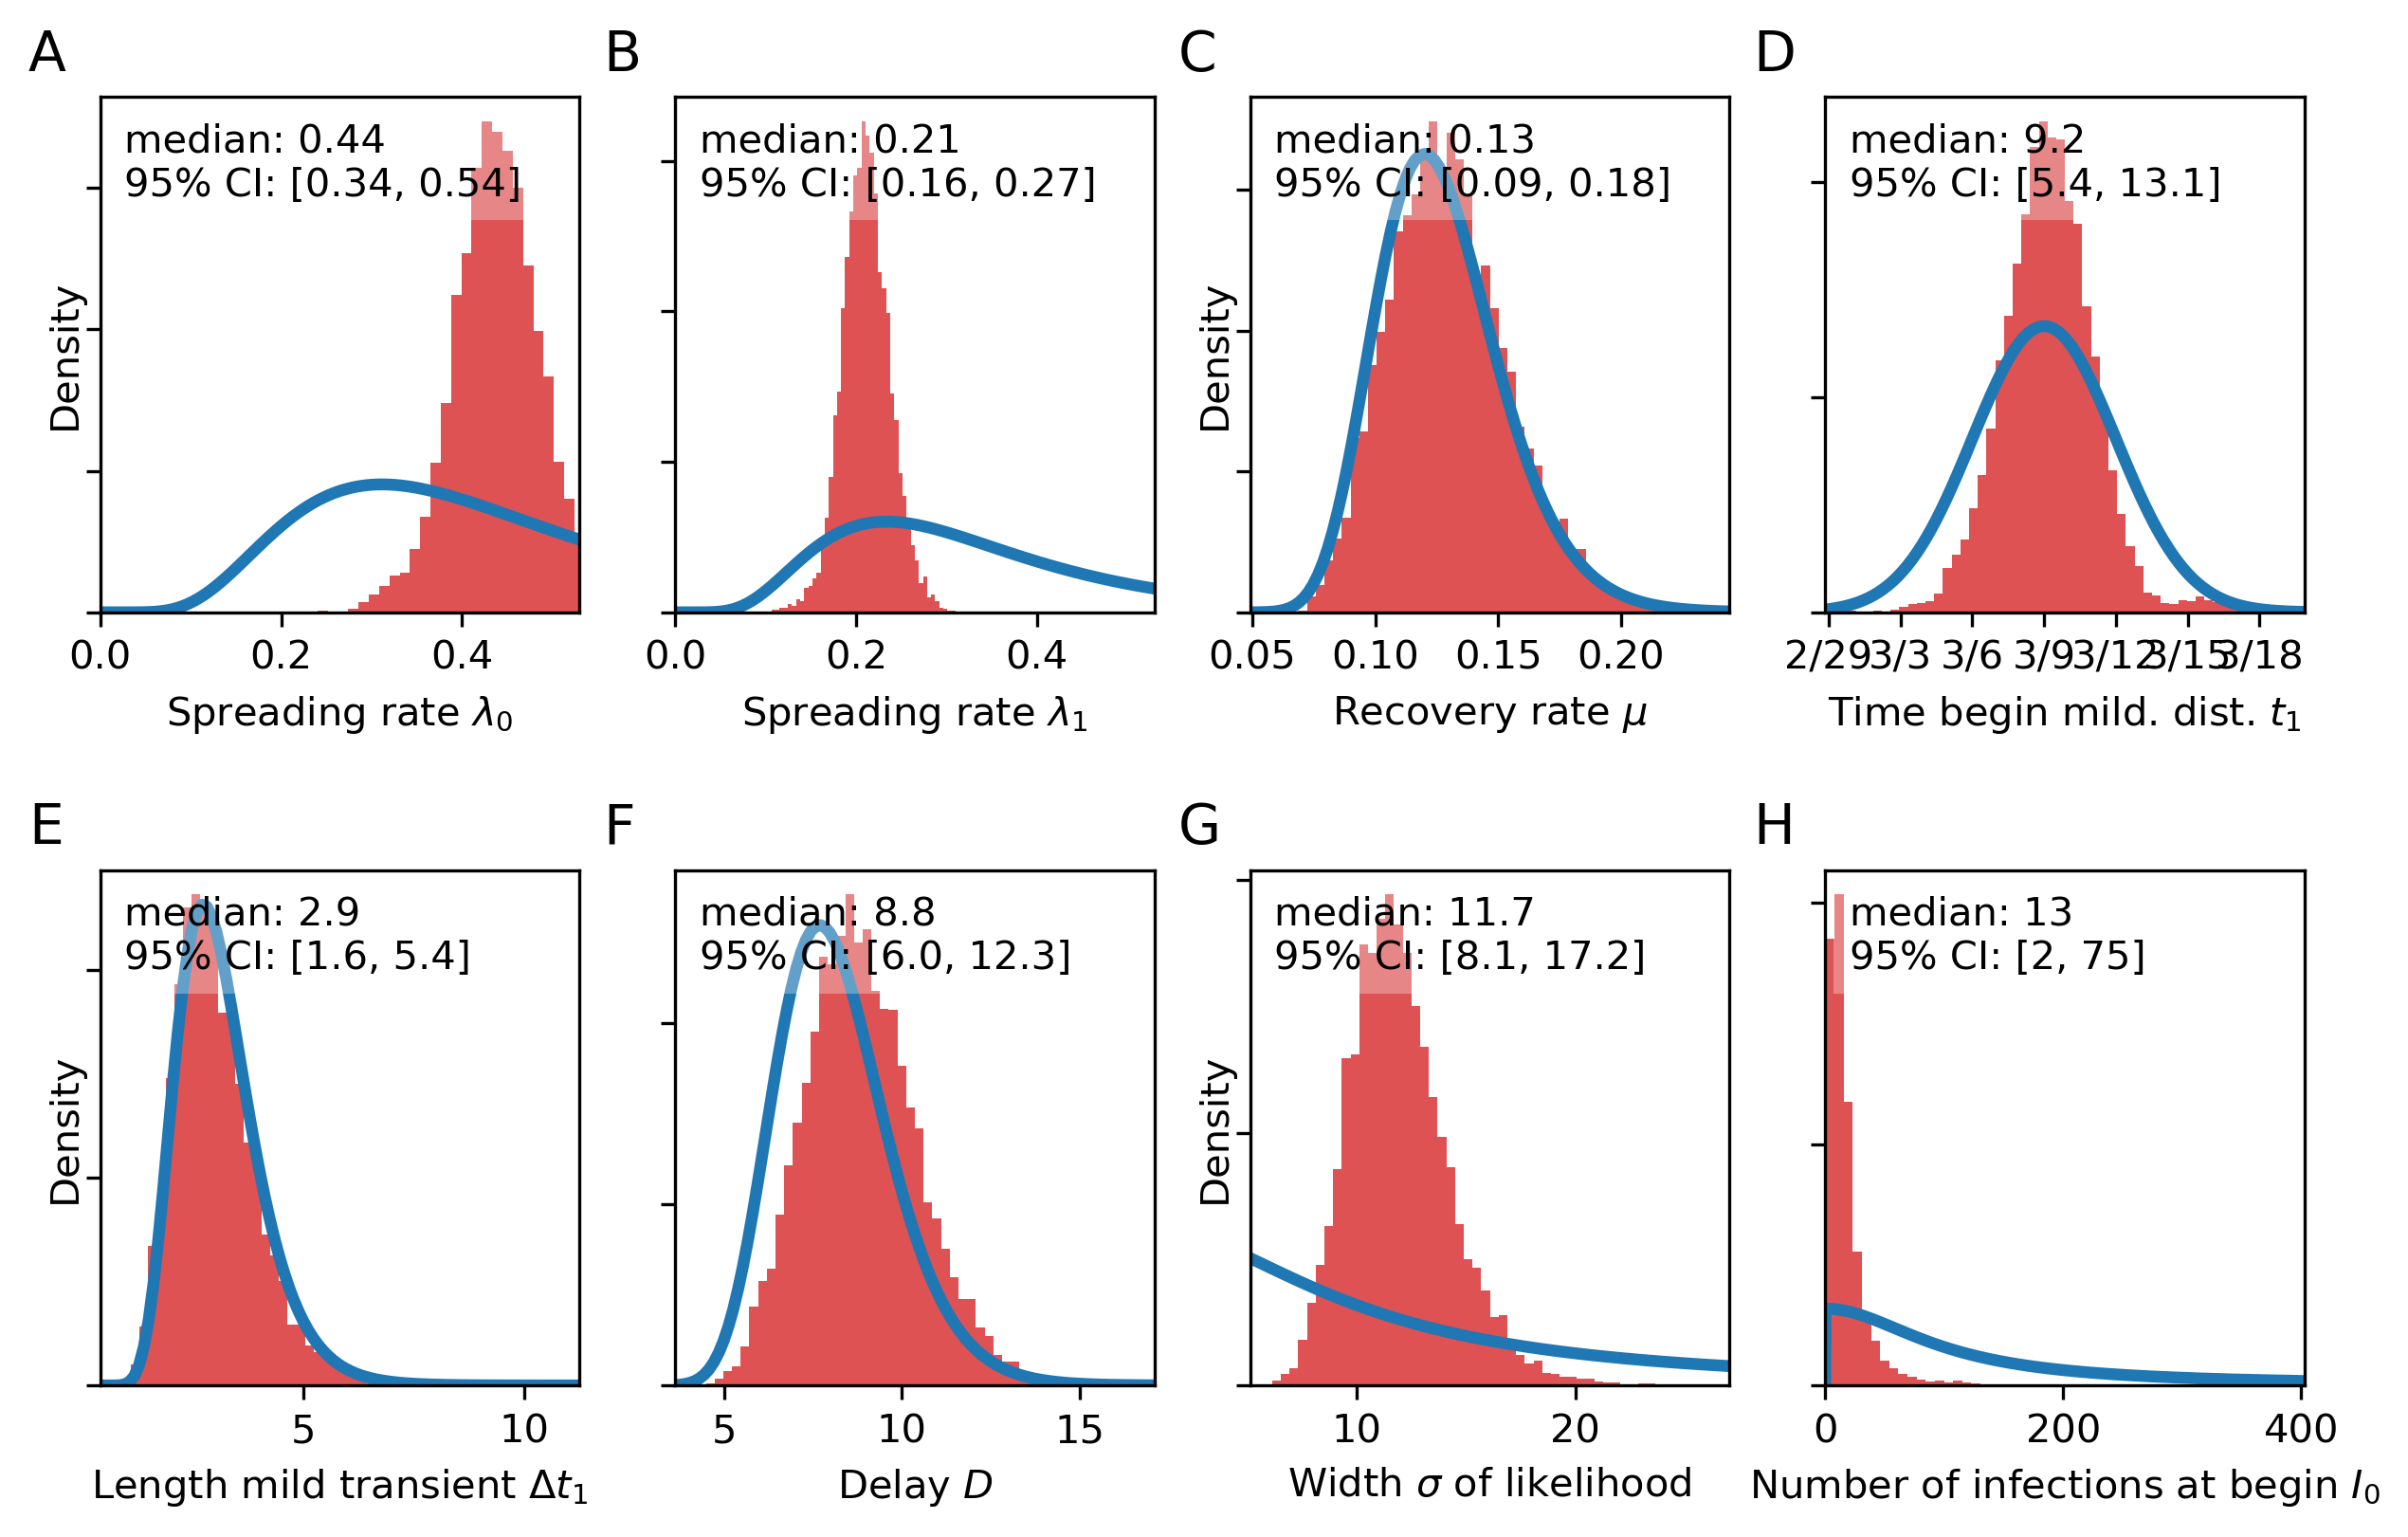 A
B
C
D
median: 0.44
95% CI: [0.34, 0.54]
median: 0.21
95% CI: [0.16, 0.27]
median: 0.13
95% CI: [0.09, 0.18]
median: 9.2
95% CI: [5.4, 13.1]
Density
Density
0.0 0.2 0.4
0.0 0.2 0.4
0.05 0.10 0.15 0.20
2/29 3/3 3/6 3/9 3/12 3/15 3/18
Spreading rate λ0
Spreading rate λ1
Recovery rate μ
Time begin mild. dist. t1
E
F
G
H
median: 2.9
95% CI: [1.6, 5.4]
median: 8.8
95% CI: [6.0, 12.3]
median: 11.7
95% CI: [8.1, 17.2]
median: 13
95% CI: [2, 75]
Density
Density
5 10
5 10 15
10 20
0 200 400
Length mild transient Δt1
Delay D
Width σ of likelihood
Number of infections at begin I0